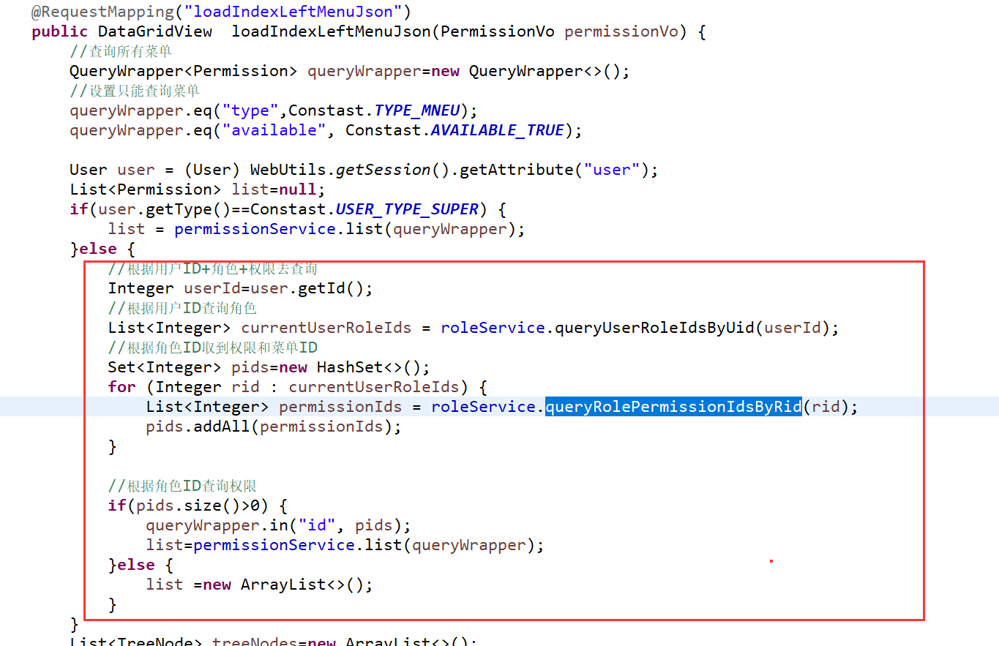 @RequestMapping("loadIndexLeftMenuJson")
public DataGridView  loadIndexLeftMenuJson(PermissionVo permissionVo) {
//查询所有菜单
QueryWrapper<Permission> queryWrapper=new QueryWrapper<>();
//设置只能查询菜单
queryWrapper.eq("type",Constast.TYPE_MNEU);
queryWrapper.eq("available", Constast.AVAILABLE_TRUE);
User user = (User) WebUtils.getSession().getAttribute("user");
List<Permission> list=null;
if(user.getType()==Constast.USER_TYPE_SUPER) {
list = permissionService.list(queryWrapper);
}else {
//根据用户ID+角色+权限去查询
Integer userId=user.getId();
//根据用户ID查询角色
List<Integer> currentUserRoleIds = roleService.queryUserRoleIdsByUid(userId);
//根据角色ID取到权限和菜单ID
Set<Integer> pids=new HashSet<>();
for (Integer rid : currentUserRoleIds) {
List<Integer> permissionIds = roleService.queryRolePermissionIdsByRid(rid);
pids.addAll(permissionIds);
}
//根据角色ID查询权限
if(pids.size()>0) {
queryWrapper.in("id", pids);
list=permissionService.list(queryWrapper);
}else {
list =new ArrayList<>();
}
}
List<TreeNode> treeNodes=new ArrayList<>();